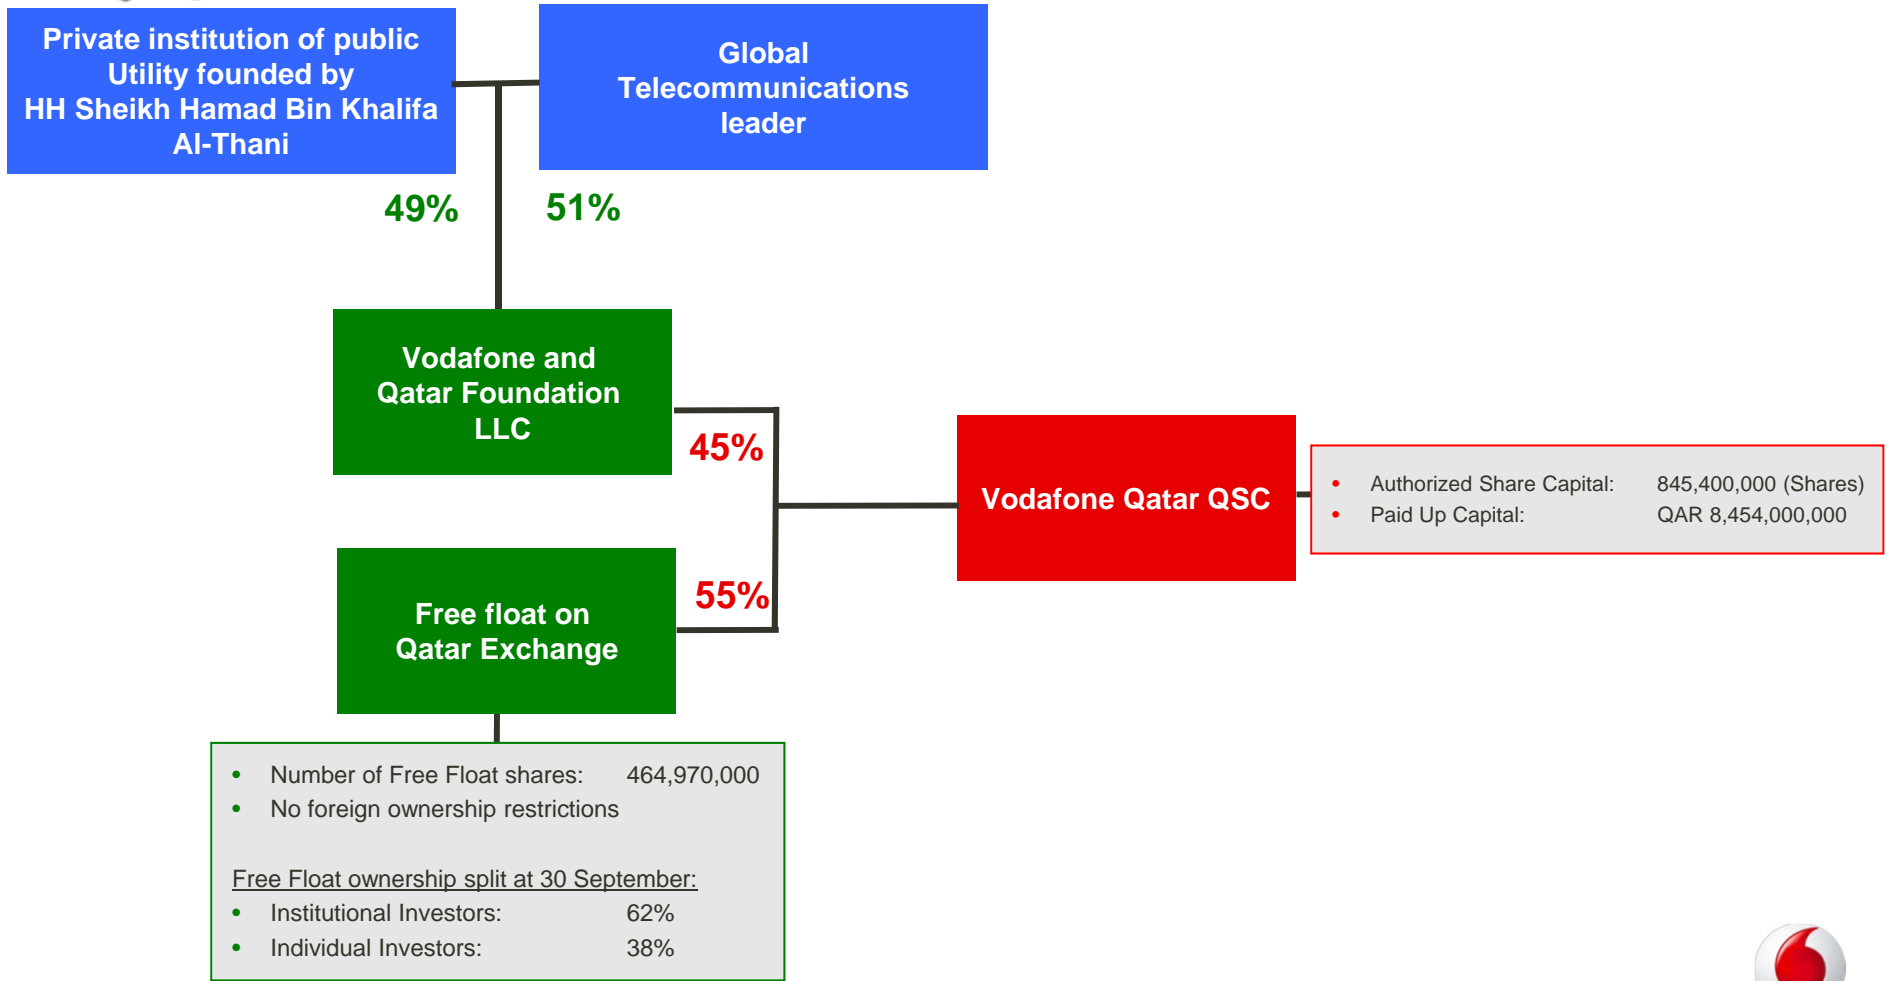 Private institution of public
Utility founded by
HH Sheikh Hamad Bin Khalifa
Al-Thani
Global
Telecommunications
leader
49%
51%
Vodafone and
Qatar Foundation
LLC
45%
Vodafone Qatar QSC
• Authorized Share Capital: 845,400,000 (Shares)
• Paid Up Capital: QAR 8,454,000,000
55%
Free float on
Qatar Exchange
• Number of Free Float shares: 464,970,000
• No foreign ownership restrictions
Free Float ownership split at 30 September:
• Institutional Investors: 62%
• Individual Investors: 38%